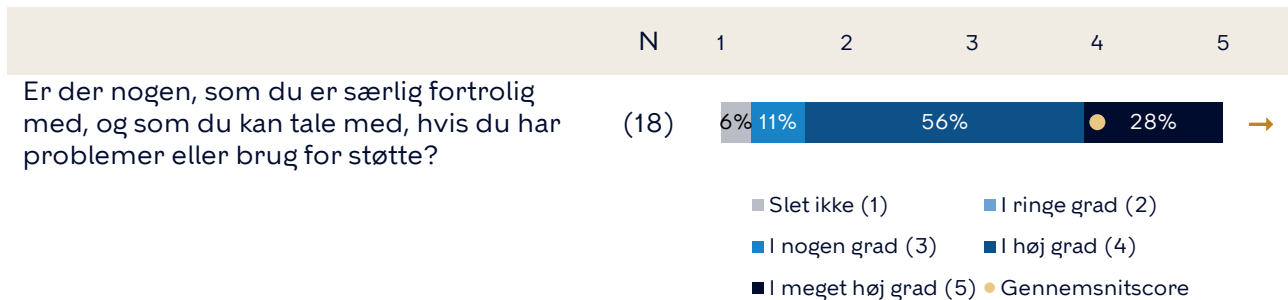 N 1 2 3 4 5
Er der nogen, som du er særlig fortrolig
med, og som du kan tale med, hvis du har
problemer eller brug for støtte?
(18) 6% 11% 56% 28%
Slet ikke (1) I ringe grad (2)
I nogen grad (3) I høj grad (4)
I meget høj grad (5) Gennemsnitscore